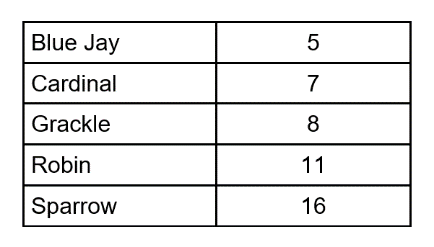 Blue Jay 5
Cardinal 7
Grackle 8
Robin 11
Sparrow 16